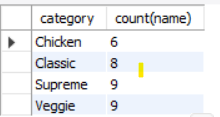 category count(name)
Chicken 6
Classic 8
Supreme 9
Veggie 9